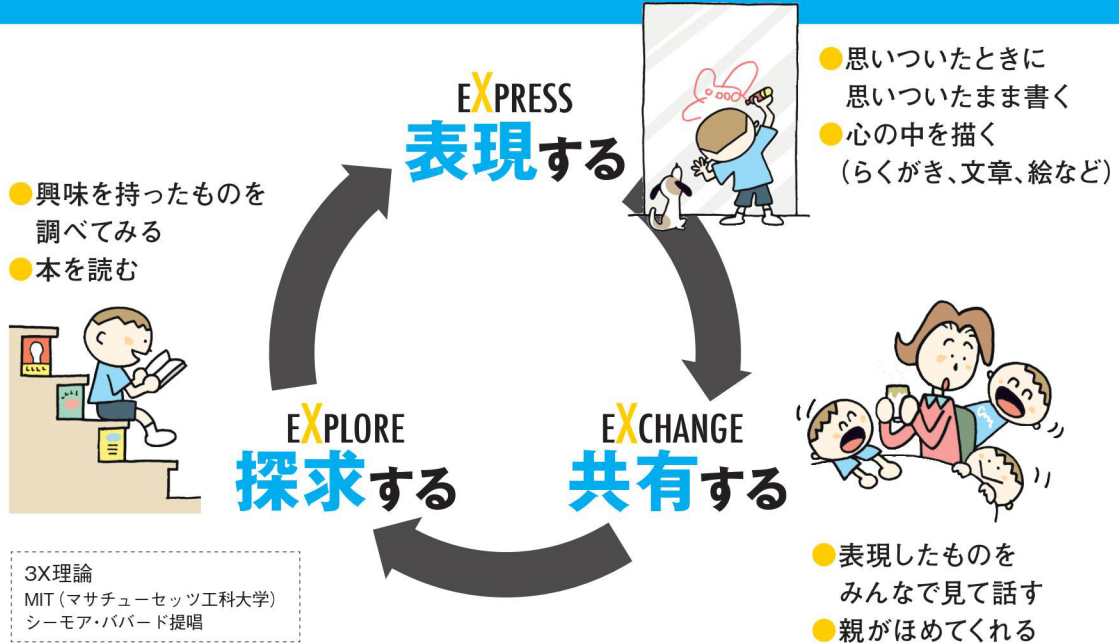 EXPRESS
表現する
●思いついたときに
思いついたまま書く
●心の中を描く
(らくがき、文章、絵など)
●興味を持ったものを
調べてみる
●本を読む
EXPLORE
探求する
EXCHANGE
共有する
●表現したものを
みんなで見て話す
●親がほめてくれる
3X理論
MIT(マサチューセッツ工科大学)
シーモア・ババード提唱